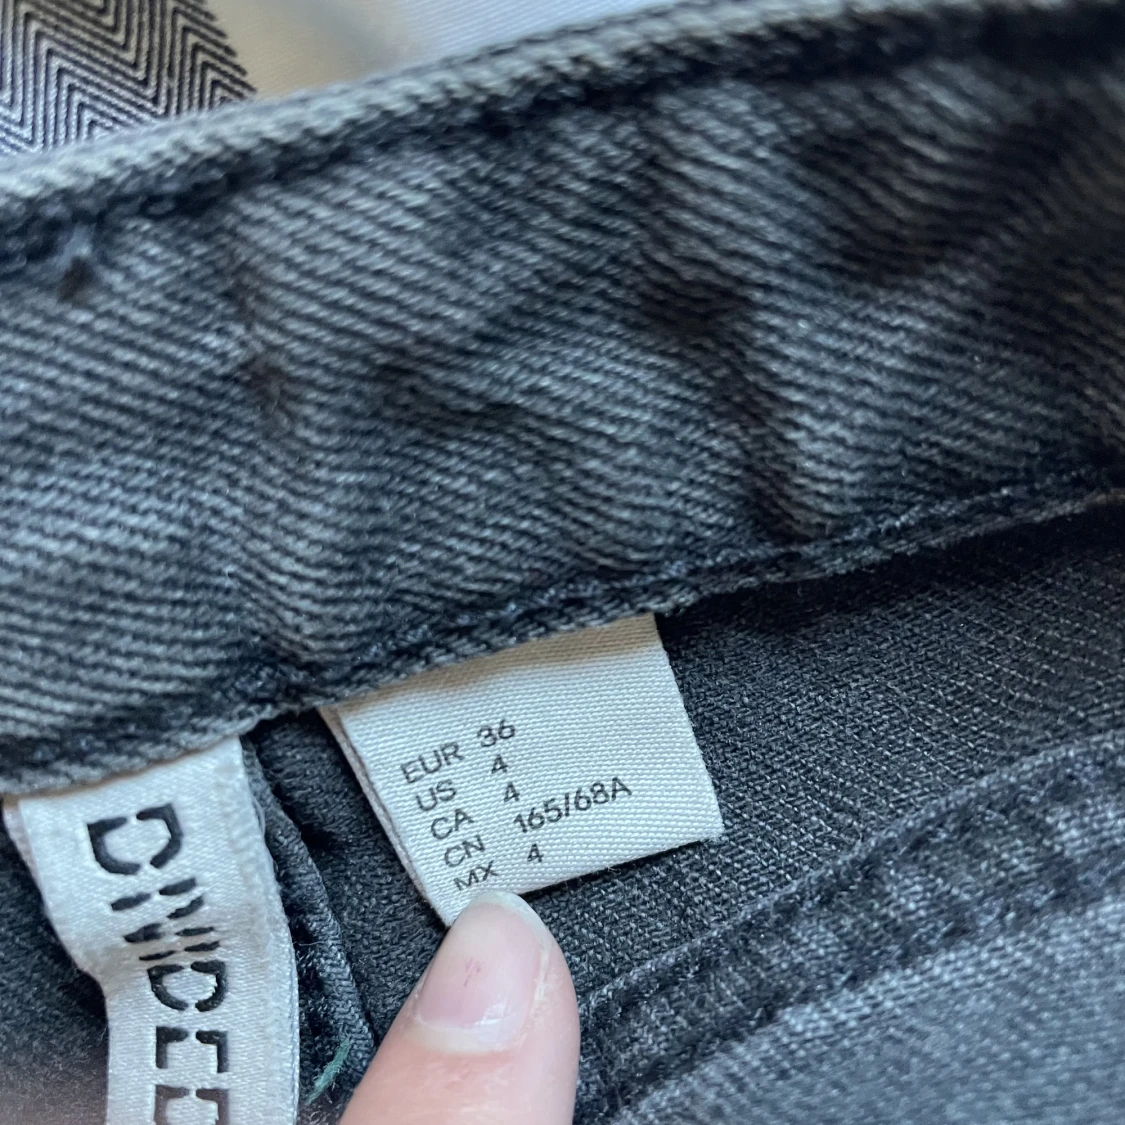 EUR 36
US 4
CA 4
CN 165/68A
MX 4
DIVIDED